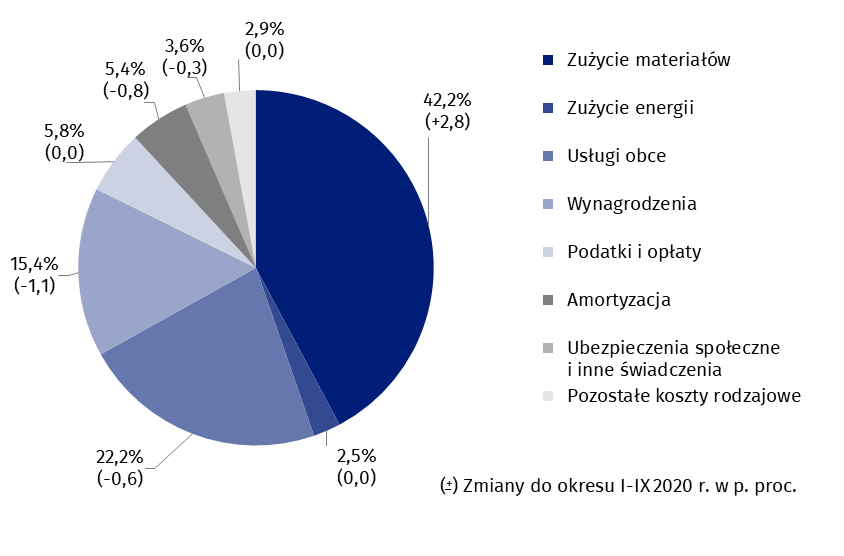 2,9%
(0,0)
3,6%
(-0,3)
5,4%
(-0,8)
5,8%
(0,0)
15,4%
(-1,1)
22,2%
(-0,6)
2,5%
(0,0)
42,2%
(+2,8)
Zużycie materiałów
Zużycie energii
Usługi obce
Wynagrodzenia
Podatki i opłaty
Amortyzacja
Ubezpieczenia społeczne
i inne świadczenia
Pozostałe koszty rodzajowe
(±) Zmiany do okresu I-IX 2020 r. w p. proc.